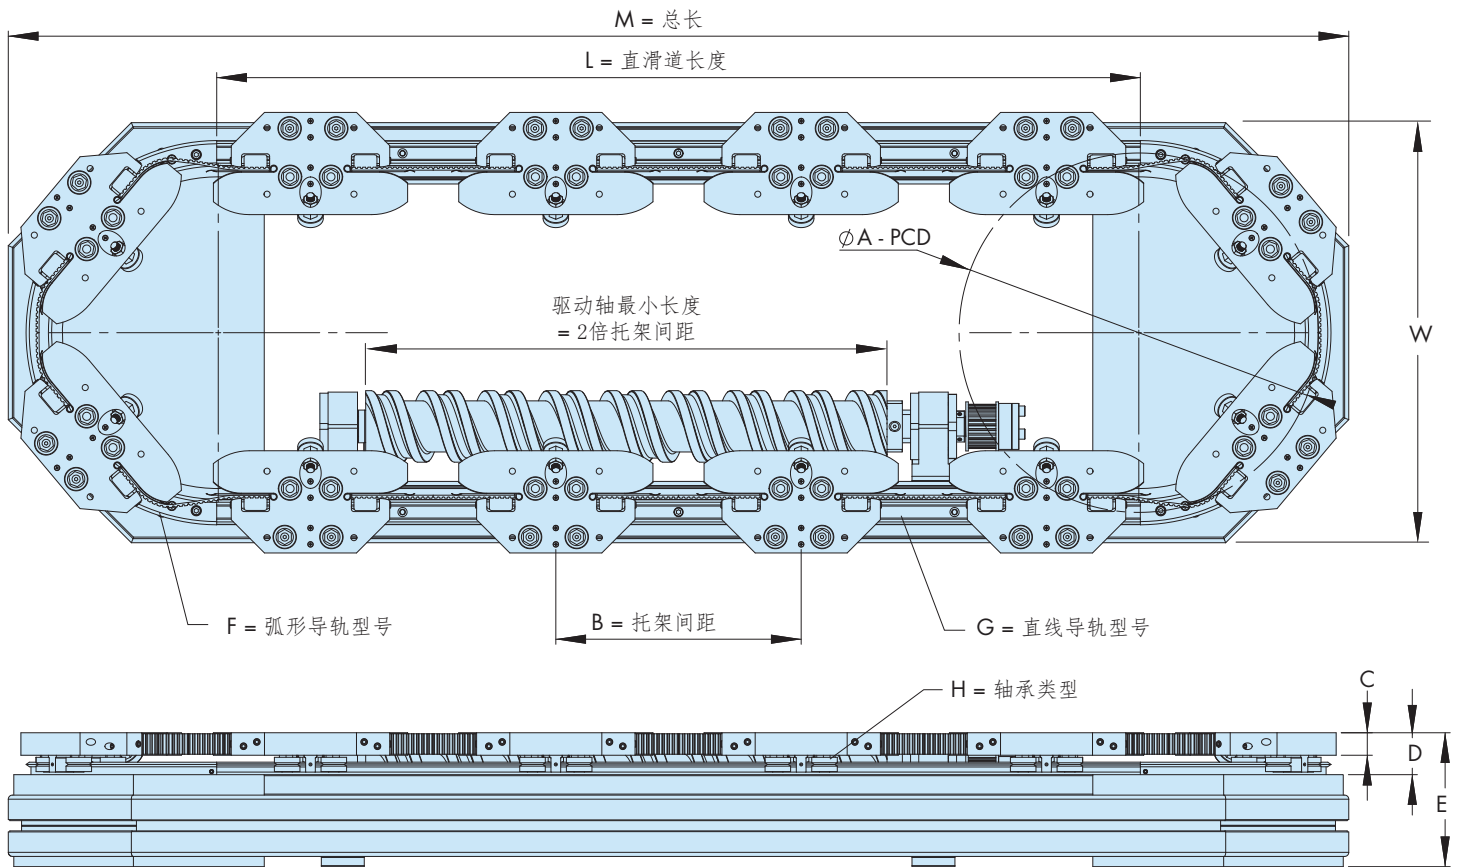 M = 总长
L = 直滑道长度
ØA - PCD
驱动轴最小长度
= 2倍托架间距
W
F = 弧形导轨型号
B = 托架间距
G = 直线导轨型号
H = 轴承类型
C
D
E